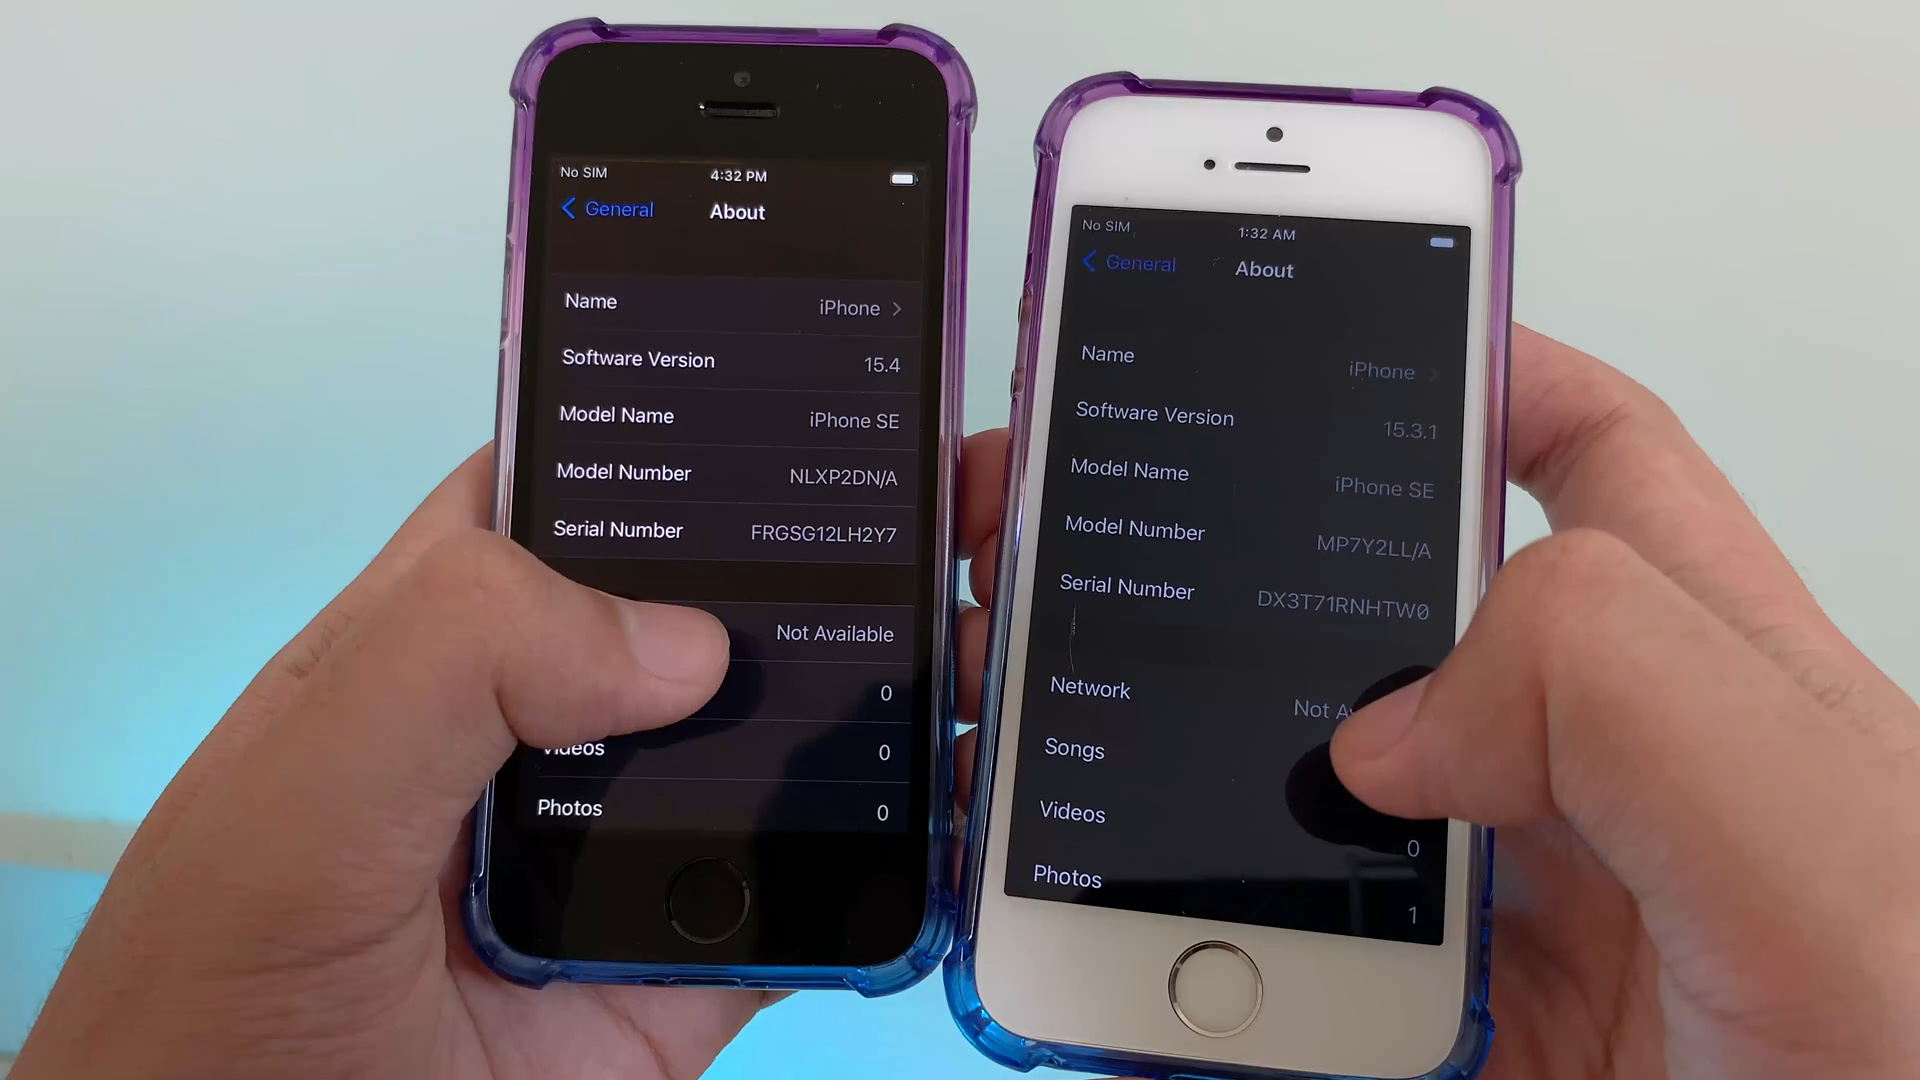 No SIM 4:32 PM
General About
Name iPhone
Software Version 15.4
Model Name iPhone SE
Model Number NLXP2DN/A
Serial Number FRGSG12LH2Y7
Not Available
0
Videos 0
Photos 0
No SIM 1:32 AM
General About
Name iPhone
Software Version 15.3.1
Model Name iPhone SE
Model Number MP7Y2LL/A
Serial Number DX3T71RNHTW0
Network Not
Songs
Videos 0
Photos 1